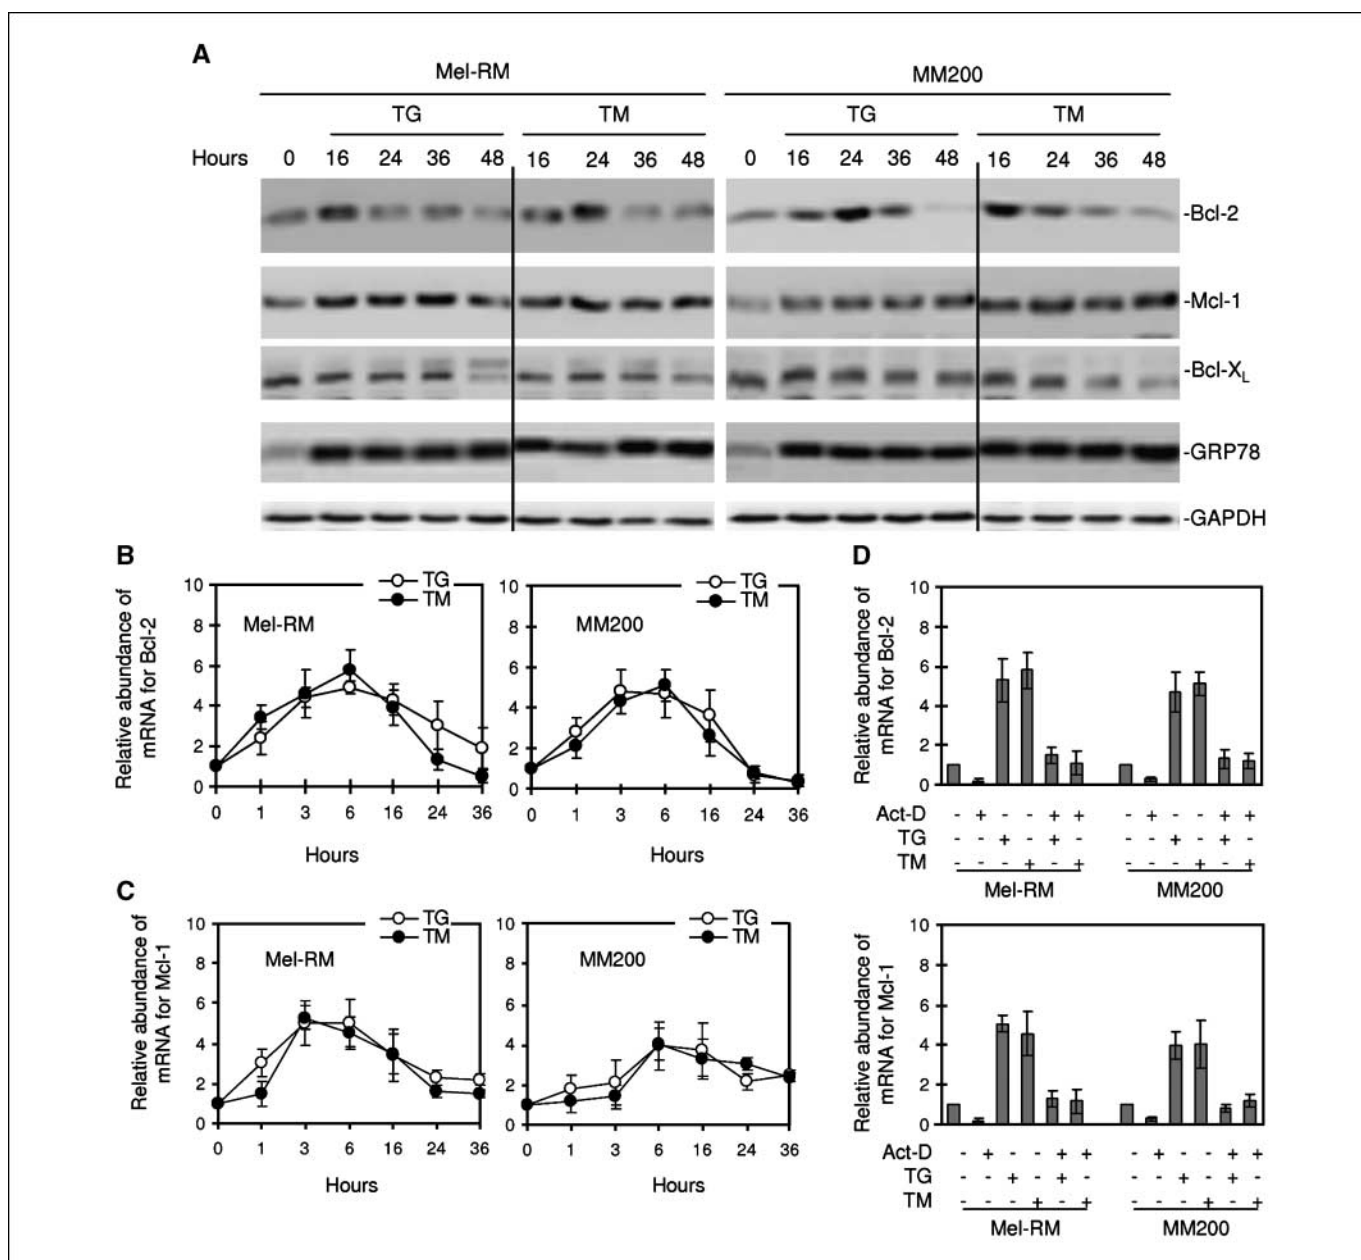 A
Mel-RM MM200
TG TM TG TM
Hours 0 16 24 36 48 16 24 36 48 0 16 24 36 48 16 24 36 48
-Bcl-2
-Mcl-1
-Bcl-XL
-GRP78
-GAPDH
B
Relative abundance of
mRNA for Bcl-2
10
8
6
4
2
0
TG
TM
Mel-RM
0 1 3 6 16 24 36
Hours
10
8
6
4
2
0
TG
TM
MM200
0 1 3 6 16 24 36
Hours
C
Relative abundance of
mRNA for Mcl-1
10
8
6
4
2
0
TG
TM
Mel-RM
0 1 3 6 16 24 36
Hours
10
8
6
4
2
0
TG
TM
MM200
0 1 3 6 16 24 36
Hours
D
Relative abundance of
mRNA for Bcl-2
10
8
6
4
2
0
Act-D - + - - + + - + - - + +
TG - - + - + - - - + - + -
TM - - - + - + - - - + - +
Mel-RM MM200
Relative abundance of
mRNA for Mcl-1
10
8
6
4
2
0
Act-D - + - - + + - + - - + +
TG - - + - + - - - + - + -
TM - - - + - + - - - + - +
Mel-RM MM200